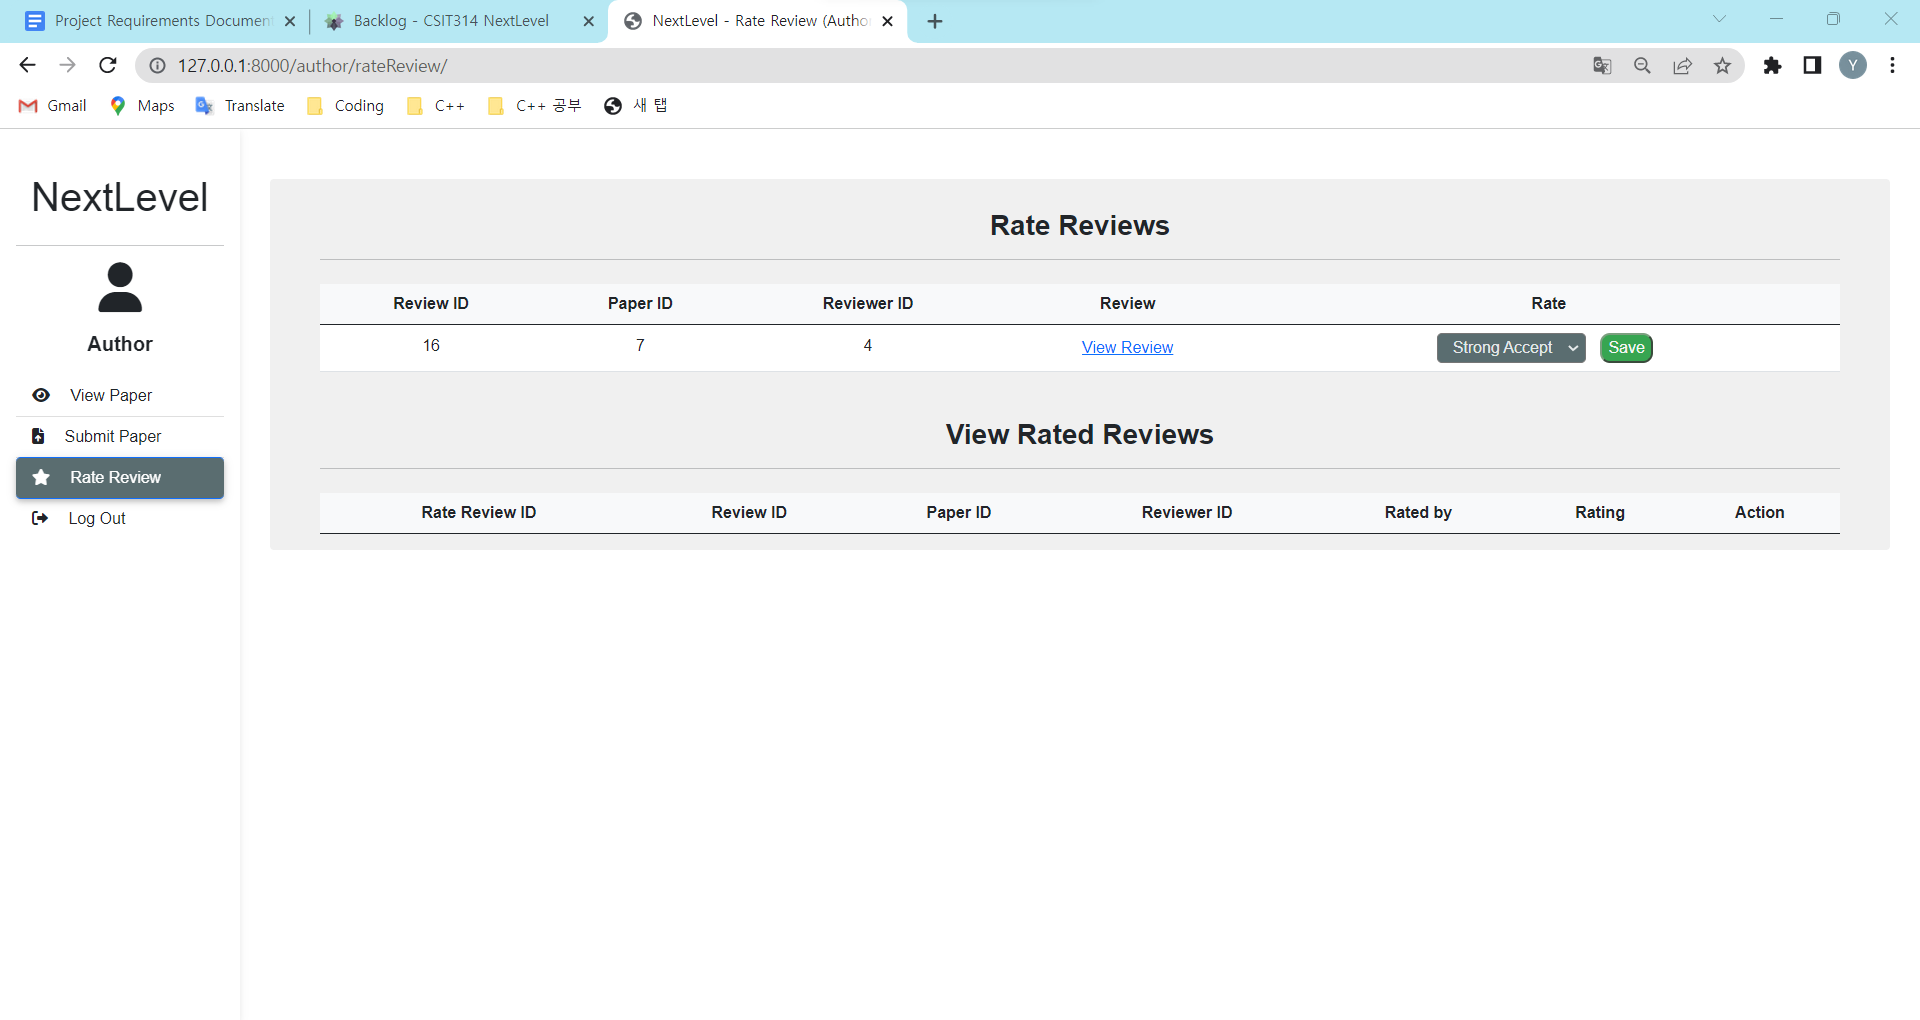 Project Requirements Documen
Backlog - CSIT314 NextLevel
NextLevel - Rate Review (Autho
127.0.0.1:8000/author/rateReview/
Y
Gmail
Maps
Translate
Coding
C++
C++ 공부
새 탭
NextLevel
Author
View Paper
Submit Paper
Rate Review
Log Out
Rate Reviews
Review ID Paper ID Reviewer ID Review Rate
16 7 4 View Review Strong Accept Save
View Rated Reviews
Rate Review ID Review ID Paper ID Reviewer ID Rated by Rating Action